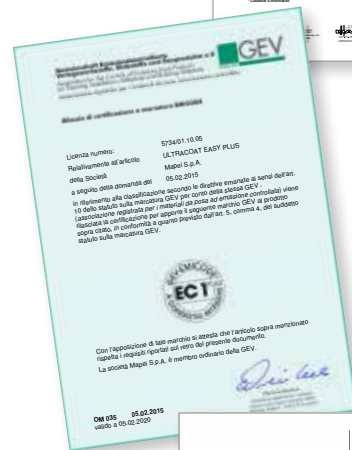 GEV
Licenza numero: 5734/01.10.05
Relativamente all'articolo ULTRACOAT EASY PLUS
della Società Mapei S.p.A.
a seguito della domanda del 05.02.2015
in riferimento alla classificazione secondo le direttive emanate ai sensi dell'art.
10 dello statuto sulla marcatura GEV per conto della stessa GEV
(associazione registrata per i materiali da posa ad emissione controllata) viene
rilasciata la certificazione per apporre il seguente marchio GEV al prodotto
sopra citato, in conformità a quanto previsto dall'art. 5, comma 4, del suddetto
statuto sulla marcatura GEV.
EC1
Con l'apposizione di tale marchio si attesta che l'articolo sopra menzionato
rispetta i requisiti riportati sul retro del presente documento.
La società Mapei S.p.A. è membro ordinario della GEV.
OM 035 05.02.2015
valido a 05.02.2020